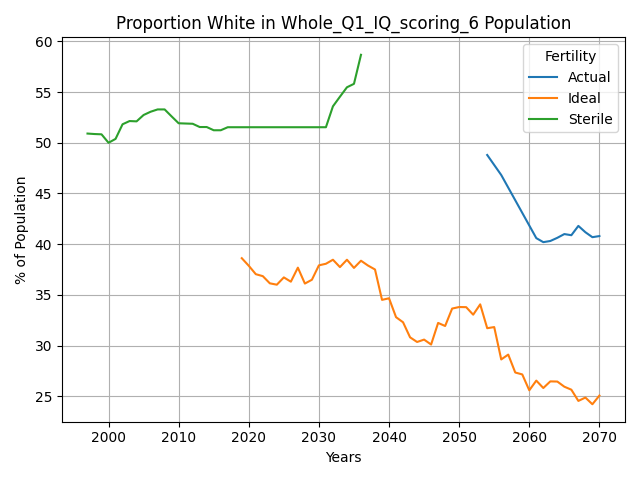 Proportion White in Whole_Q1_IQ_scoring_6 Population
Fertility
Actual
Ideal
Sterile
60
55
50
45
40
35
30
25
% of Population
2000 2010 2020 2030 2040 2050 2060 2070
Years